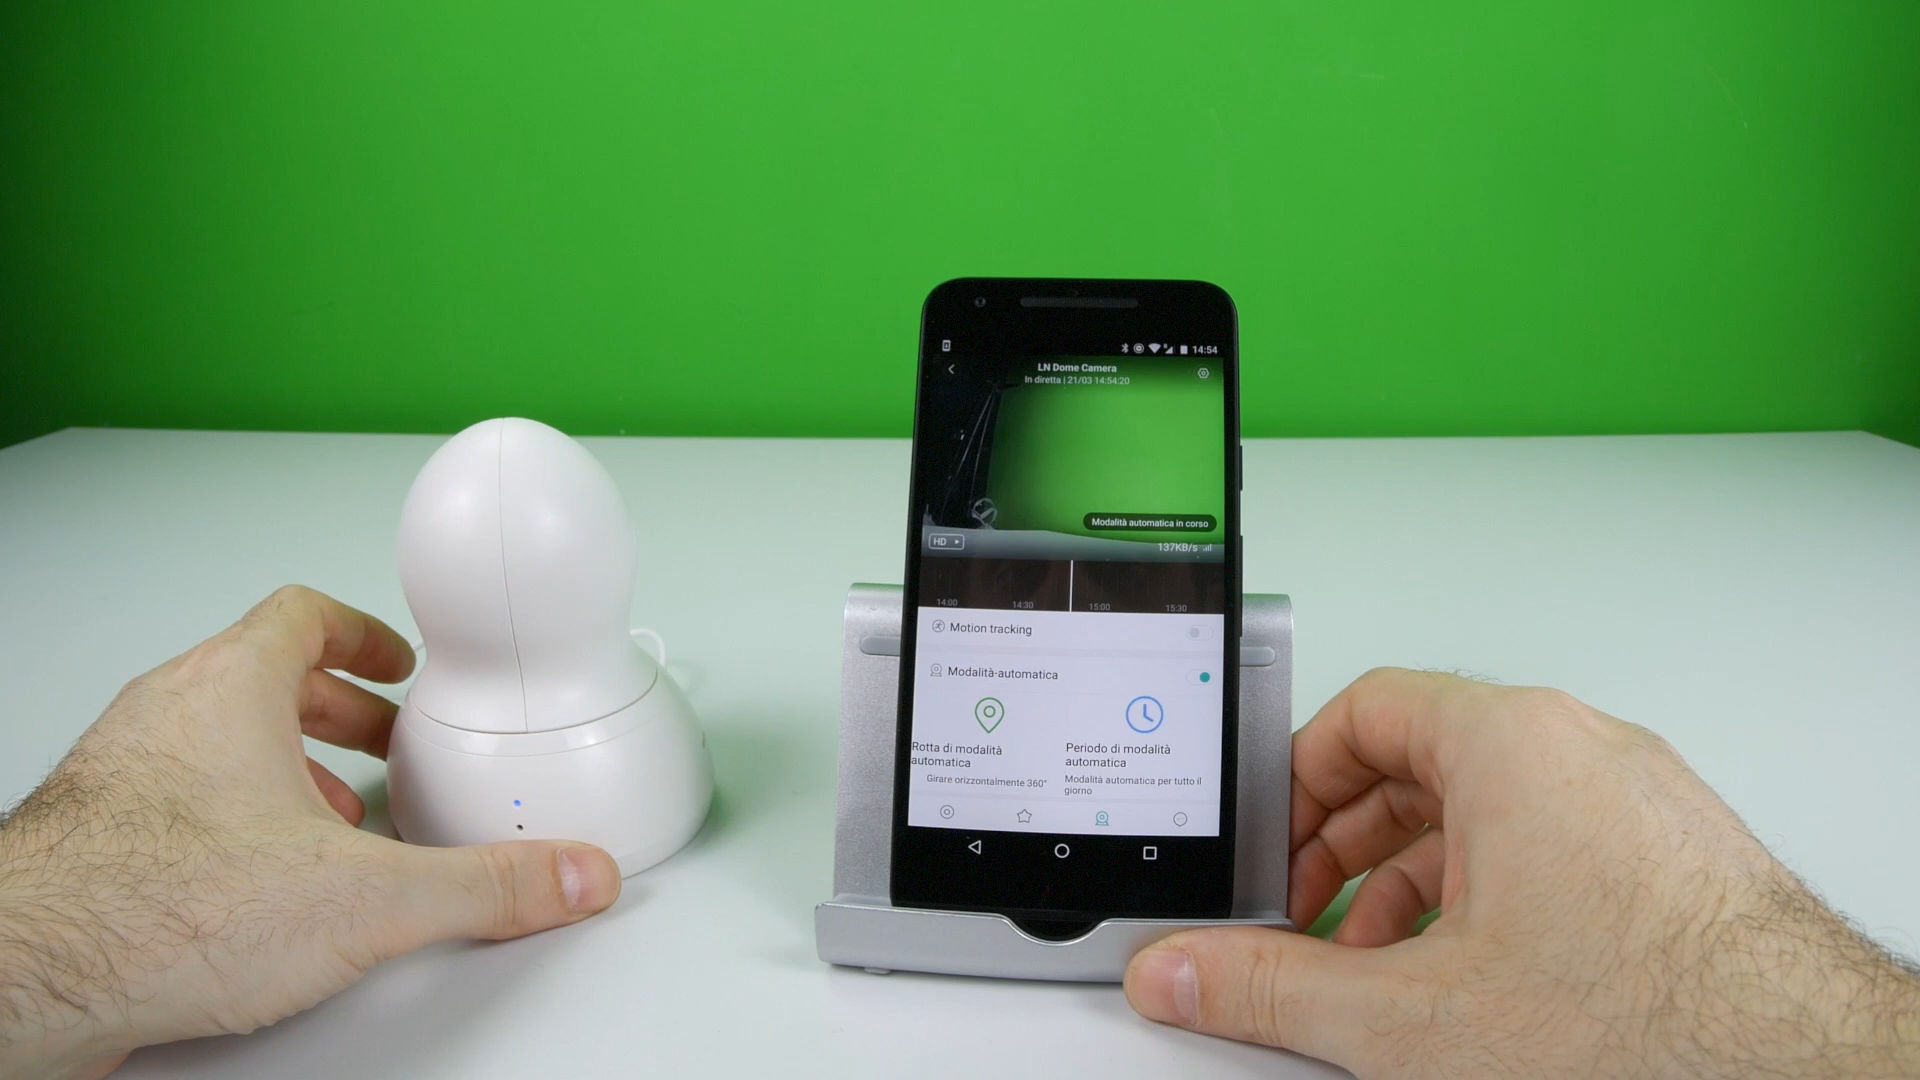 14:54
LN Dome Camera
In diretta | 21/03 14:54:20
Modalità automatica in corso
HD
137KB/s
14:00 14:30 15:00 15:30
Motion tracking
Modalità-automatica
Rotta di modalità
automatica
Girare orizzontalmente 360°
Periodo di modalità
automatica
Modalità automatica per tutto il
giorno